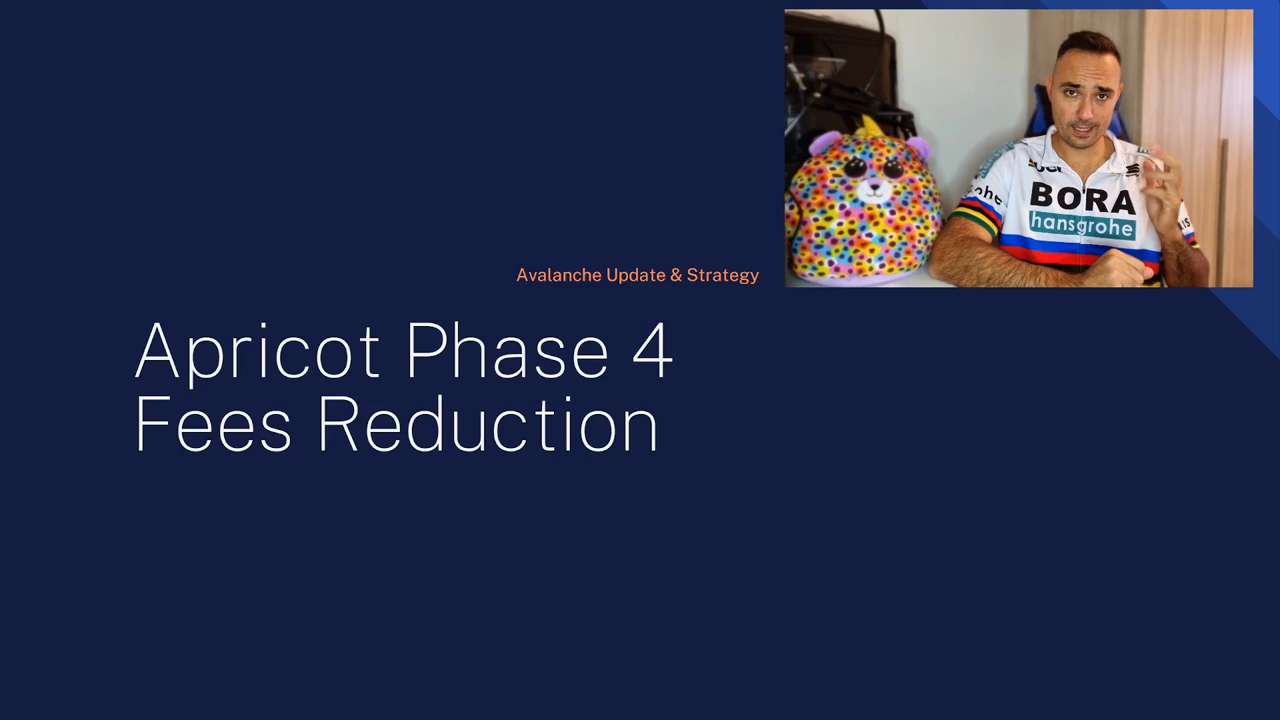 Avalanche Update & Strategy
Apricot Phase 4
Fees Reduction
BORA
hansgrohe